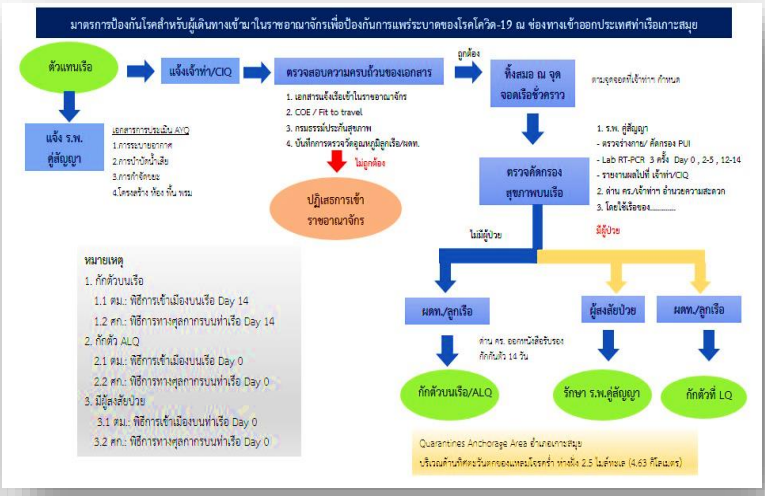 มาตรการป้องกันโรคสำหรับผู้เดินทางเข้ามาในราชอาณาจักรเพื่อป้องกันการแพร่ระบาดของโรคโควิด-19 ณ ช่องทางเข้าออกประเทศท่าเรือเกาะสมุย
ตัวแทนเรือ
แจ้งเจ้าท่า/CIQ
ตรวจสอบความครบถ้วนของเอกสาร
ถูกต้อง
ทิ้งสมอ ณ จุด
จอดเรือชั่วคราว
ตามจุดจอดที่เจ้าท่าฯ กำหนด
แจ้ง ร.พ.
คู่สัญญา
เอกสารการประเมิน AYQ
1.การระบายอากาศ
2.การบำบัดน้ำเสีย
3.การกำจัดขยะ
4.โครงสร้าง ห้อง พื้น พรม
1. เอกสารแจ้งเรือเข้าในราชอาณาจักร
2. COE / Fit to travel
3. กรมธรรม์ประกันสุขภาพ
4. บันทึกการตรวจวัดอุณหภูมิลูกเรือ/ผดท.
ไม่ถูกต้อง
ปฏิเสธการเข้า
ราชอาณาจักร
ตรวจคัดกรอง
สุขภาพบนเรือ
1. ร.พ. คู่สัญญา
- ตรวจร่างกาย/ คัดกรอง PUI
- Lab RT-PCR 3 ครั้ง Day 0 , 2-5 , 12-14
- รายงานผลไปที่ เจ้าท่า/CIQ
2. ด่าน คร./เจ้าท่าฯ อำนวยความสะดวก
3. โดยใช้เรือของ.............
ไม่มีผู้ป่วย
มีผู้ป่วย
หมายเหตุ
1. กักตัวบนเรือ
1.1 ตม.: พิธีการเข้าเมืองบนเรือ Day 14
1.2 ศก.: พิธีการทางศุลกากรบนท่าเรือ Day 14
2. กักตัว ALQ
2.1 ตม.: พิธีการเข้าเมืองบนเรือ Day 0
2.2 ศก.: พิธีการทางศุลกากรบนท่าเรือ Day 0
3. มีผู้สงสัยป่วย
3.1 ตม.: พิธีการเข้าเมืองบนท่าเรือ Day 0
3.2 ศก.: พิธีการทางศุลกากรบนท่าเรือ Day 0
ผดท./ลูกเรือ
ผู้สงสัยป่วย
ผดท./ลูกเรือ
ด่าน คร. ออกหนังสือรับรอง
กักกันตัว 14 วัน
กักตัวบนเรือ/ALQ
รักษา ร.พ.คู่สัญญา
กักตัวที่ LQ
Quarantines Anchorage Area อำเภอเกาะสมุย
บริเวณด้านทิศตะวันตกของแหลมโจรคร่ำ ห่างฝั่ง 2.5 ไมล์ทะเล (4.63 กิโลเมตร)